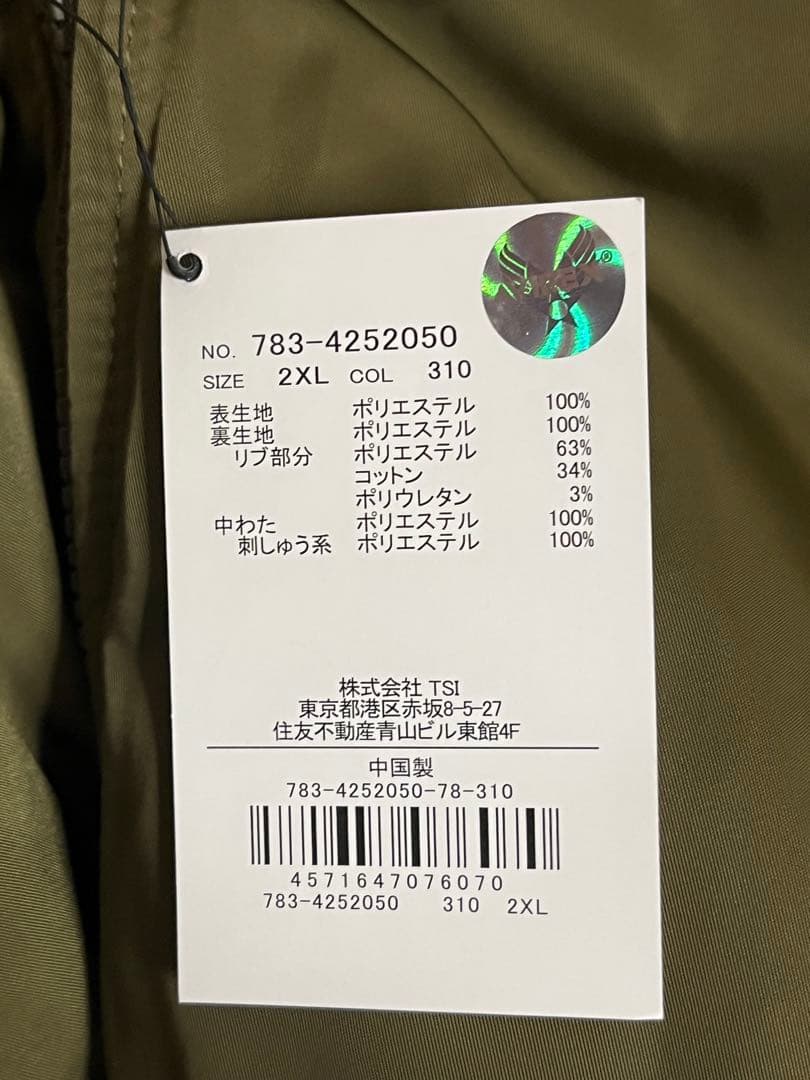 NO. 783-4252050
SIZE 2XL COL 310
表生地 ポリエステル 100%
裏生地 ポリエステル 100%
リブ部分 ポリエステル 63%
コットン 34%
ポリウレタン 3%
中わた ポリエステル 100%
刺しゅう系 ポリエステル 100%
株式会社 TSI
東京都港区赤坂8-5-27
住友不動産青山ビル東館4F
中国製
783-4252050-78-310
4571647076070
783-4252050 310 2XL